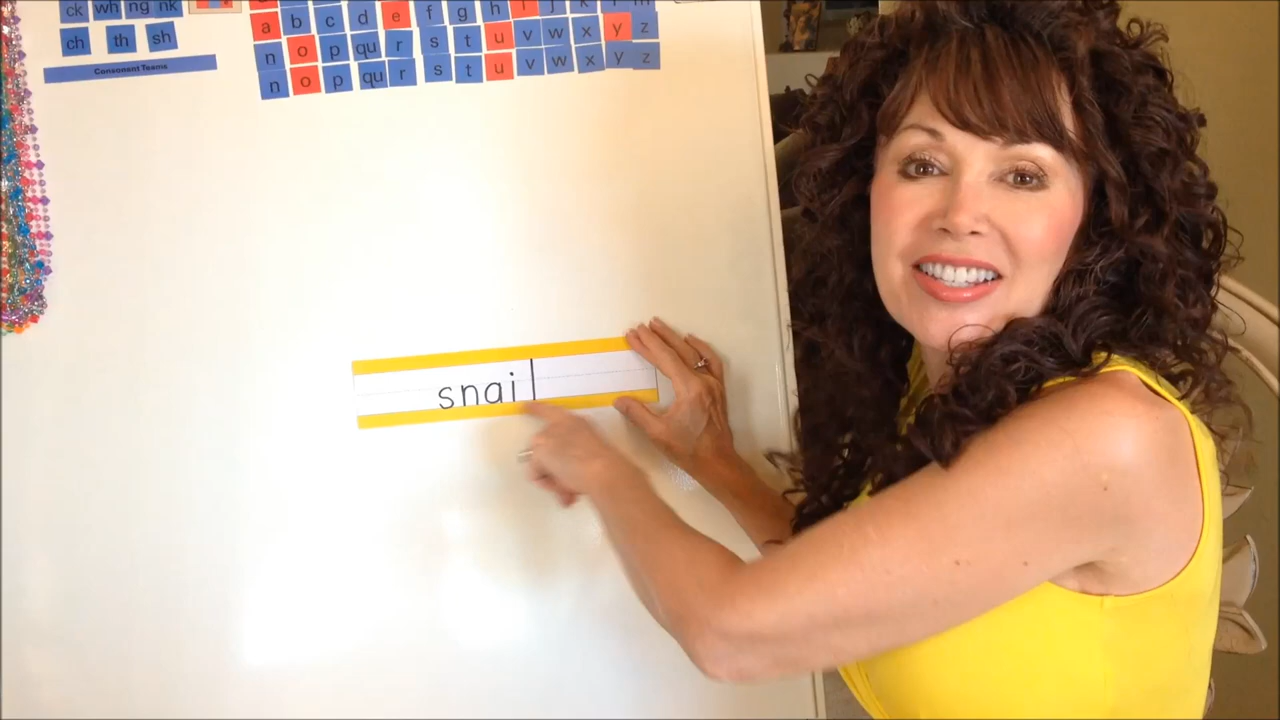 ck wh ng nk
ch th sh
Consonant Teams
a b c d e f g h i j k l m
n o p qu r s t u v w x y z
n o p qu r s t u v w x y z
snail